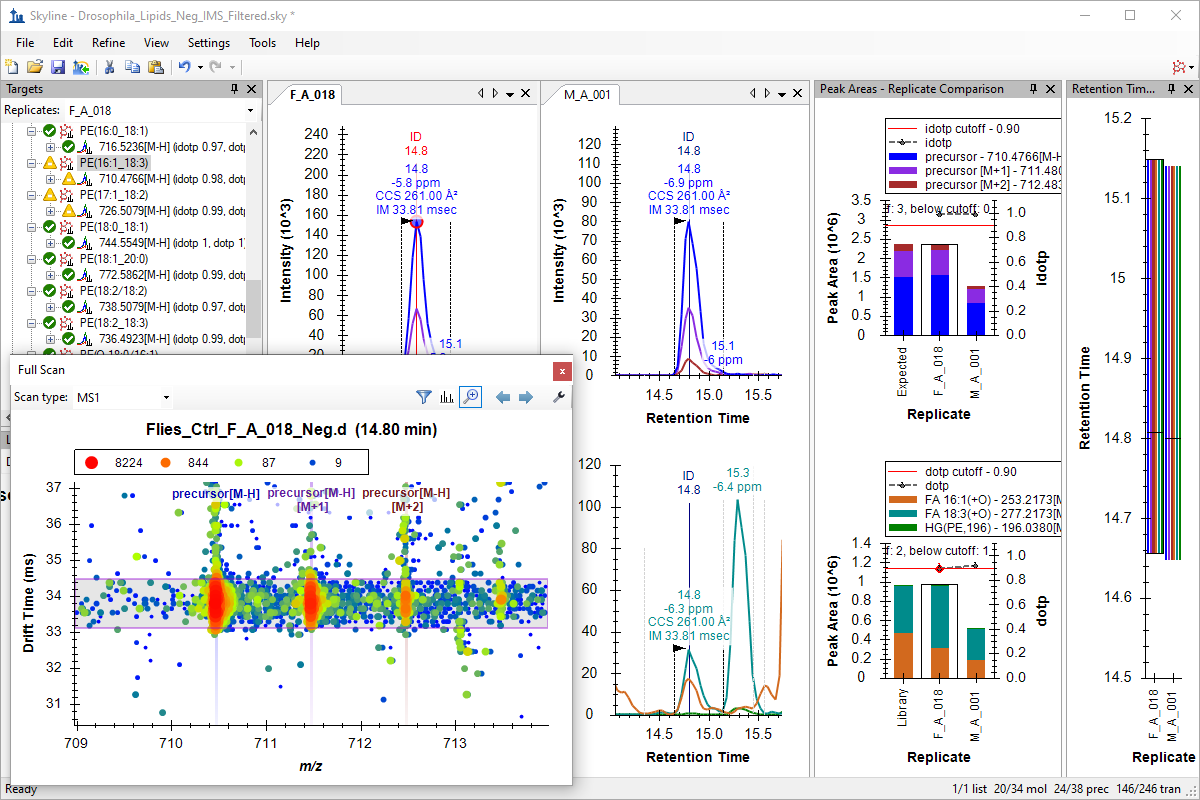 Skyline - Drosophila_Lipids_Neg_IMS_Filtered.sky *
File Edit Refine View Settings Tools Help
Targets
Replicates: F_A_018
PE(16:0_18:1)
716.5236[M-H] (idotp 0.97, dotp
PE(16:1_18:3)
710.4766[M-H] (idotp 0.98, dotp
PE(17:1_18:2)
726.5079[M-H] (idotp 0.99, dotp
PE(18:0_18:1)
744.5549[M-H] (idotp 1, dotp 1)
PE(18:1_20:0)
772.5862[M-H] (idotp 0.99, dotp
PE(18:2/18:2)
738.5079[M-H] (idotp 0.97, dotp
PE(18:2_18:3)
736.4923[M-H] (idotp 0.99, dotp
F_A_018
240
220
200
180
160
140
120
100
80
60
40
20
Intensity (10^3)
ID
14.8
14.8
-5.8 ppm
CCS 261.00 Å²
IM 33.81 msec
15.1
M_A_001
120
110
100
90
80
70
60
50
40
30
20
10
0
Intensity (10^3)
ID
14.8
14.8
-6.9 ppm
CCS 261.00 Å²
IM 33.81 msec
15.1
-6 ppm
14.5 15.0 15.5
Retention Time
120
100
80
60
40
20
0
ID
14.8
15.3
-6.4 ppm
14.8
-6.3 ppm
CCS 261.00 Å²
IM 33.81 msec
14.5 15.0 15.5
Retention Time
Full Scan
x
Scan type: MS1
Flies_Ctrl_F_A_018_Neg.d (14.80 min)
8224 844 87 9
precursor[M-H] precursor[M-H] precursor[M-H]
[M+1] [M+2]
37
36
35
34
33
32
31
Drift Time (ms)
709 710 711 712 713
m/z
Peak Areas - Replicate Comparison
idotp cutoff - 0.90
idotp
precursor - 710.4766[M-H
precursor [M+1] - 711.480
precursor [M+2] - 712.483
f: 3, below cutoff: 0
3.5
3
2.5
2
1.5
1
0.5
0
Peak Area (10^6)
1.0
0.8
0.6
0.4
0.2
0.0
idotp
Expected
F_A_018
M_A_001
Replicate
dotp cutoff - 0.90
dotp
FA 16:1(+O) - 253.2173[M
FA 18:3(+O) - 277.2173[M
HG(PE,196) - 196.0380[M
f: 2, below cutoff: 1
1.4
1.2
1
0.8
0.6
0.4
0.2
0
Peak Area (10^6)
1.0
0.8
0.6
0.4
0.2
0.0
dotp
Library
F_A_018
M_A_001
Replicate
Retention Tim...
15.2
15.1
15
14.9
14.8
14.7
14.6
14.5
Retention Time
F_A_018
M_A_001
Replicate
Ready
1/1 list 20/34 mol 24/38 prec 146/246 tran